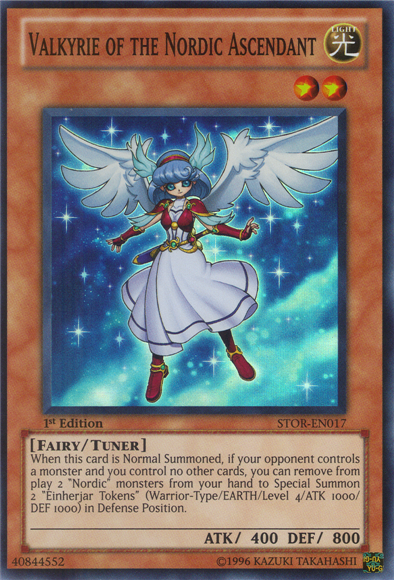 VALKYRIE OF THE NORDIC ASCENDANT
LIGHT
光
1st Edition
STOR-EN017
[FAIRY/TUNER]
When this card is Normal Summoned, if your opponent controls
a monster and you control no other cards, you can remove from
play 2 "Nordic" monsters from your hand to Special Summon
2 "Einherjar Tokens" (Warrior-Type/EARTH/Level 4/ATK 1000/
DEF 1000) in Defense Position.
ATK/ 400 DEF/ 800
40844552
©1996 KAZUKI TAKAHASHI